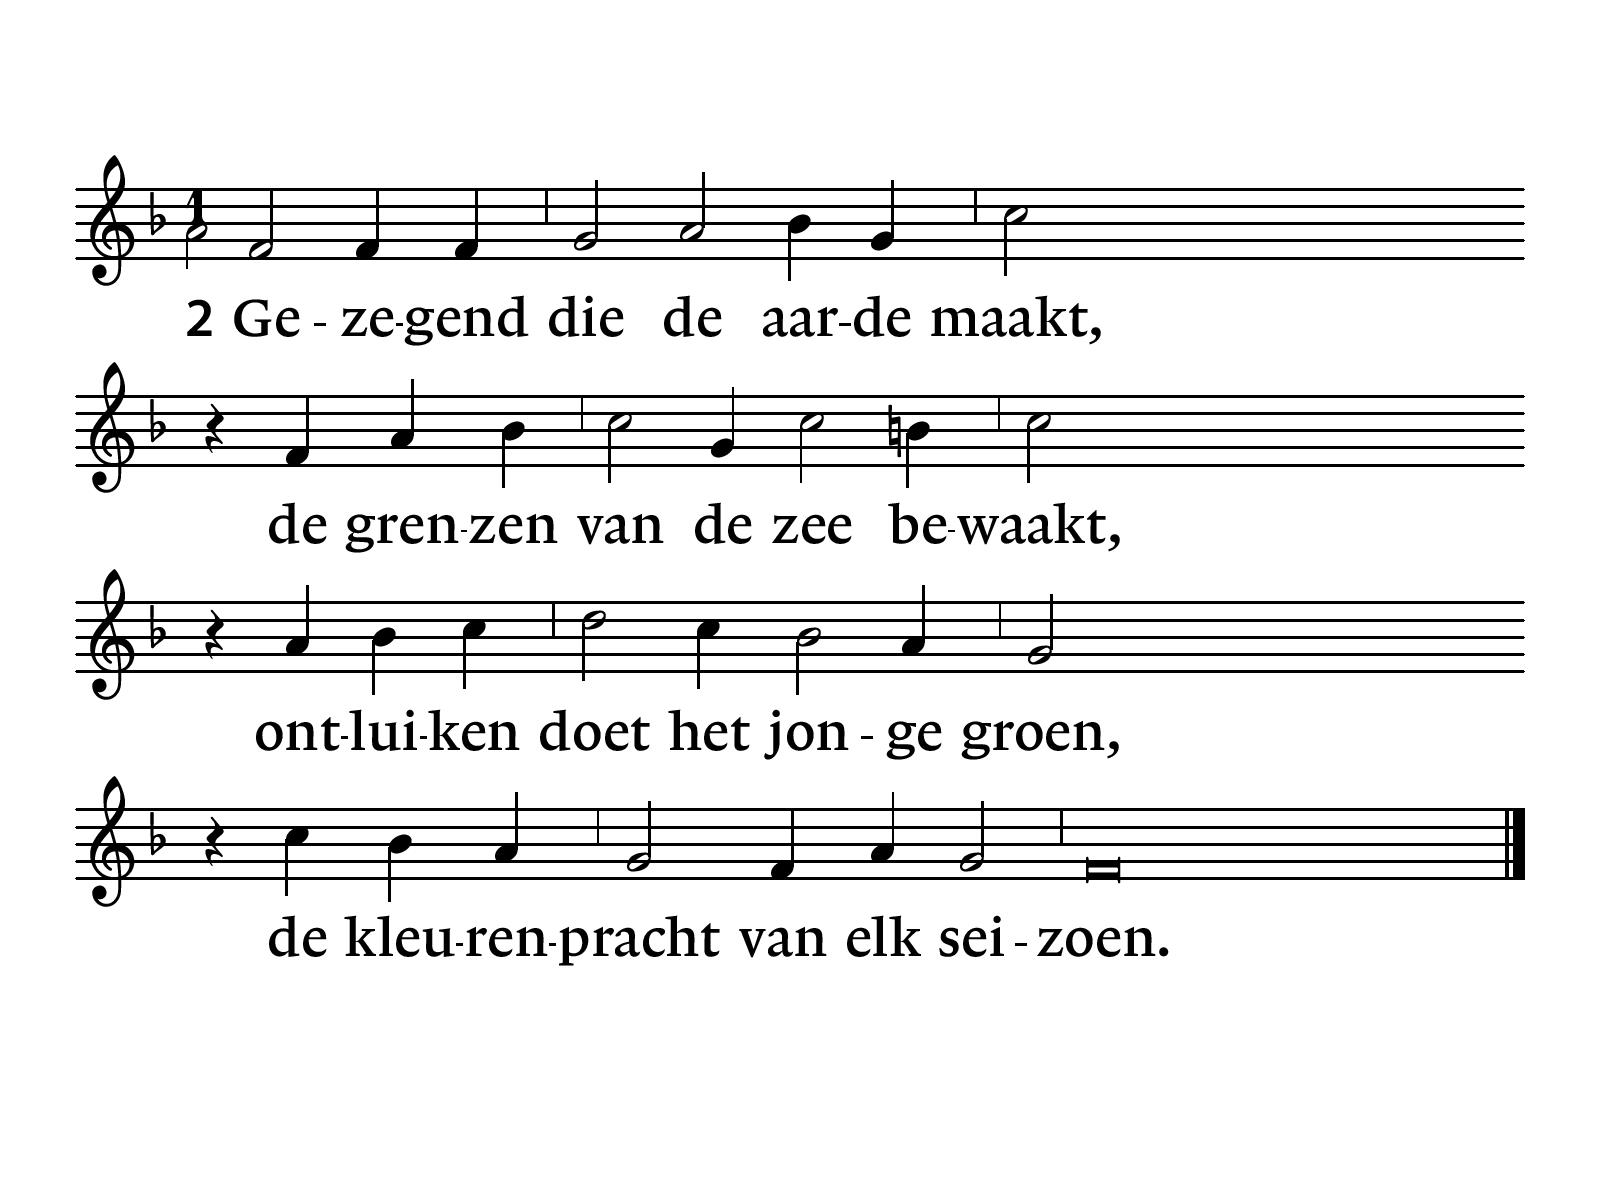 2 Ge - ze-gend die de aar-de maakt,
de gren-zen van de zee be-waakt,
ont-lui-ken doet het jon - ge groen,
de kleu-ren-pracht van elk sei - zoen.